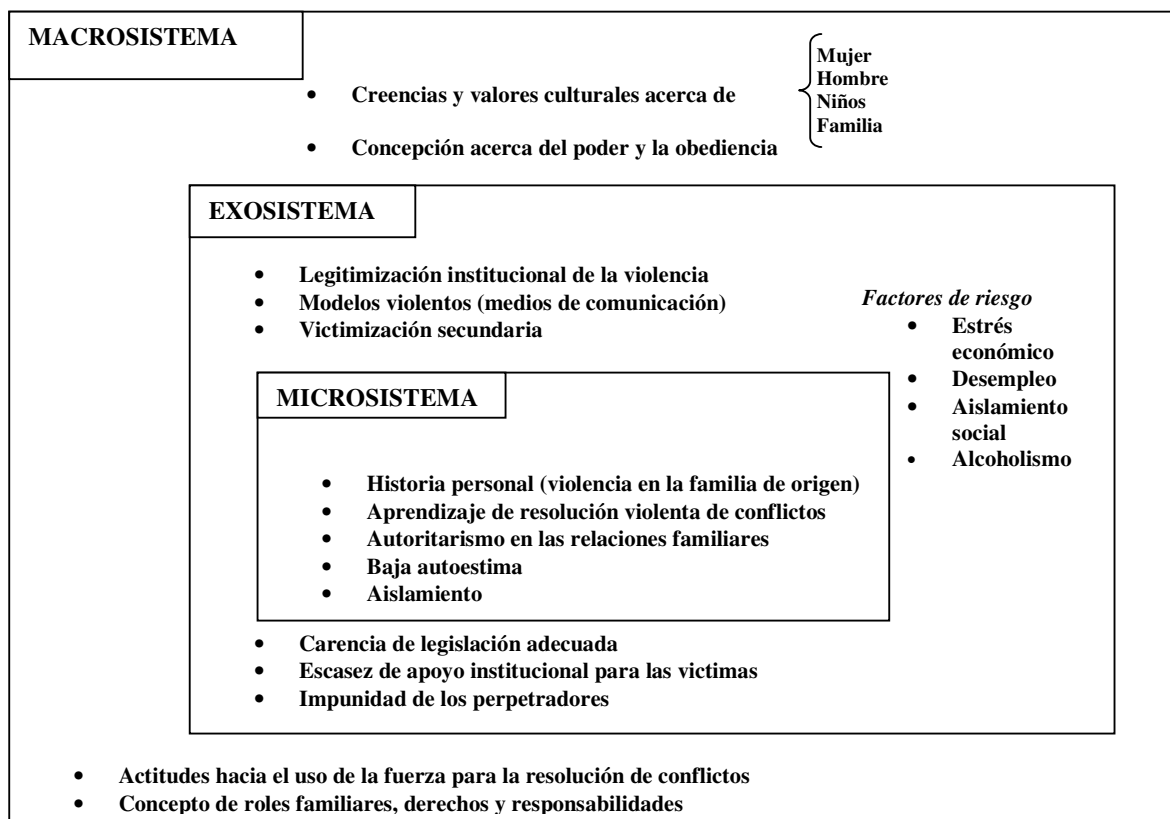 MACROSISTEMA
• Creencias y valores culturales acerca de
Mujer
Hombre
Niños
Familia
• Concepción acerca del poder y la obediencia
EXOSISTEMA
• Legitimización institucional de la violencia
• Modelos violentos (medios de comunicación)
• Victimización secundaria
Factores de riesgo
• Estrés
económico
• Desempleo
• Aislamiento
social
• Alcoholismo
MICROSISTEMA
• Historia personal (violencia en la familia de origen)
• Aprendizaje de resolución violenta de conflictos
• Autoritarismo en las relaciones familiares
• Baja autoestima
• Aislamiento
• Carencia de legislación adecuada
• Escasez de apoyo institucional para las victimas
• Impunidad de los perpetradores
• Actitudes hacia el uso de la fuerza para la resolución de conflictos
• Concepto de roles familiares, derechos y responsabilidades